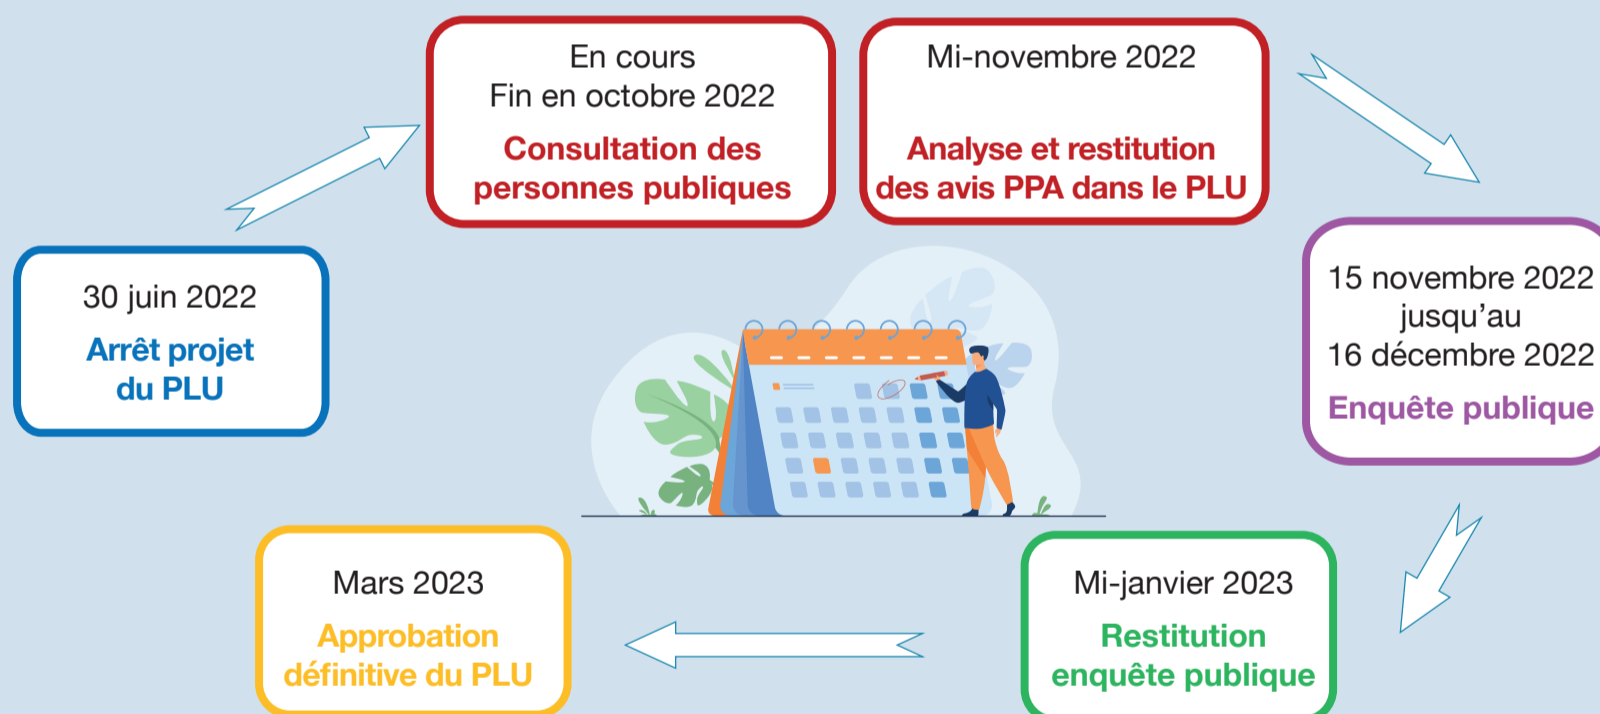 30 juin 2022
Arrêt projet
du PLU
En cours
Fin en octobre 2022
Consultation des
personnes publiques
Mi-novembre 2022
Analyse et restitution
des avis PPA dans le PLU
15 novembre 2022
jusqu’au
16 décembre 2022
Enquête publique
Mi-janvier 2023
Restitution
enquête publique
Mars 2023
Approbation
définitive du PLU